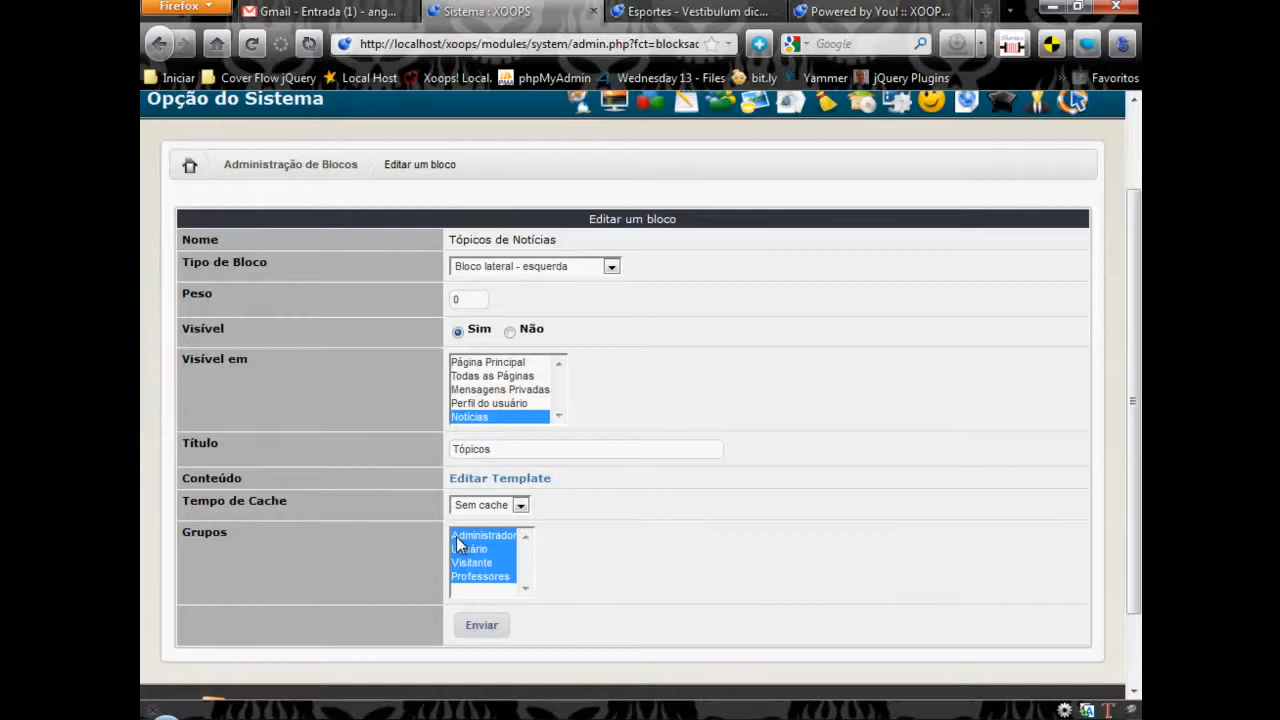 Firefox
Gmail - Entrada (1) - ang...
Sistema : XOOPS
Esportes - Vestibulum dic...
Powered by You! :: XOOP...
http://localhost/xoops/modules/system/admin.php?fct=blocksac
Google
Iniciar
Cover Flow jQuery
Local Host
Xoops! Local.
phpMyAdmin
Wednesday 13 - Files
bit.ly
Yammer
jQuery Plugins
Favoritos
Opção do Sistema
Administração de Blocos
Editar um bloco
Editar um bloco
Nome
Tópicos de Notícias
Tipo de Bloco
Bloco lateral - esquerda
Peso
0
Visível
Sim
Não
Visível em
Página Principal
Todas as Páginas
Mensagens Privadas
Perfil do usuário
Notícias
Título
Tópicos
Conteúdo
Editar Template
Tempo de Cache
Sem cache
Grupos
Administrador
Usuário
Visitante
Professores
Enviar